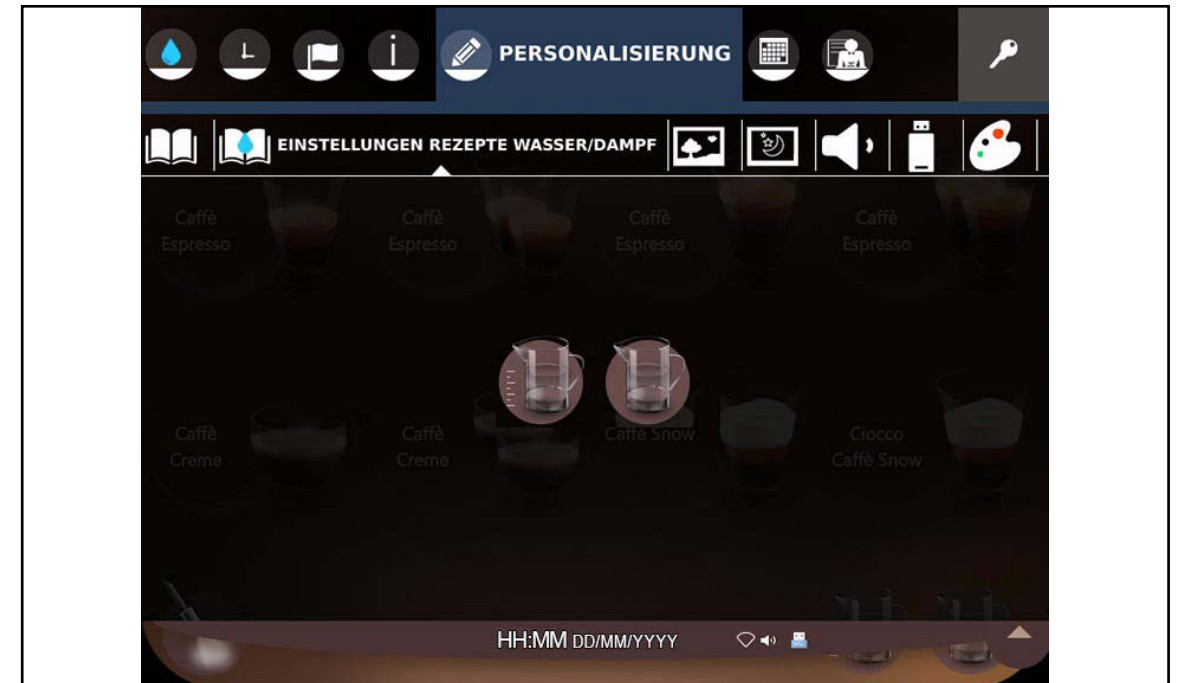 PERSONALISIERUNG
EINSTELLUNGEN REZEPTE WASSER/DAMPF
Caffè Espresso
Caffè Espresso
Caffè Espresso
Caffè Espresso
Caffè Creme
Caffè Creme
Caffè Snow
Ciocco Caffè Snow
HH:MM DD/MM/YYYY